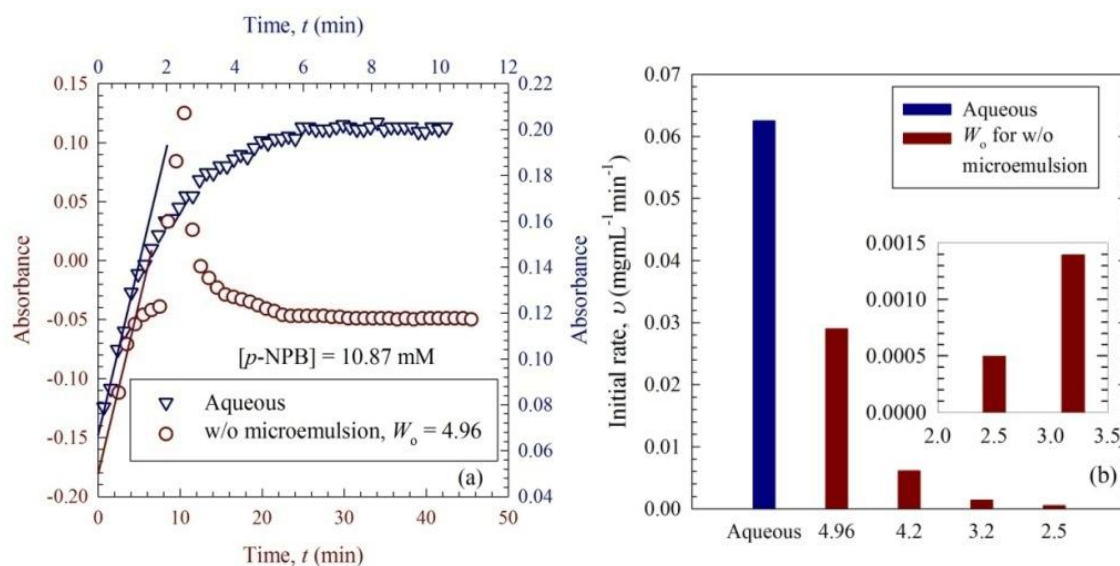 Time, t (min)
0 2 4 6 8 10 12
0.15
0.10
0.05
0.00
-0.05
-0.10
-0.15
-0.20
Absorbance
0.22
0.20
0.18
0.16
0.14
0.12
0.10
0.08
0.06
0.04
Absorbance
[p-NPB] = 10.87 mM
Aqueous
w/o microemulsion, Wo = 4.96
(a)
0 10 20 30 40 50
Time, t (min)
0.07
0.06
0.05
0.04
0.03
0.02
0.01
0.00
Initial rate, υ (mgmL-1min-1)
Aqueous
Wo for w/o
microemulsion
0.0015
0.0010
0.0005
0.0000
2.0 2.5 3.0 3.5
(b)
Aqueous 4.96 4.2 3.2 2.5